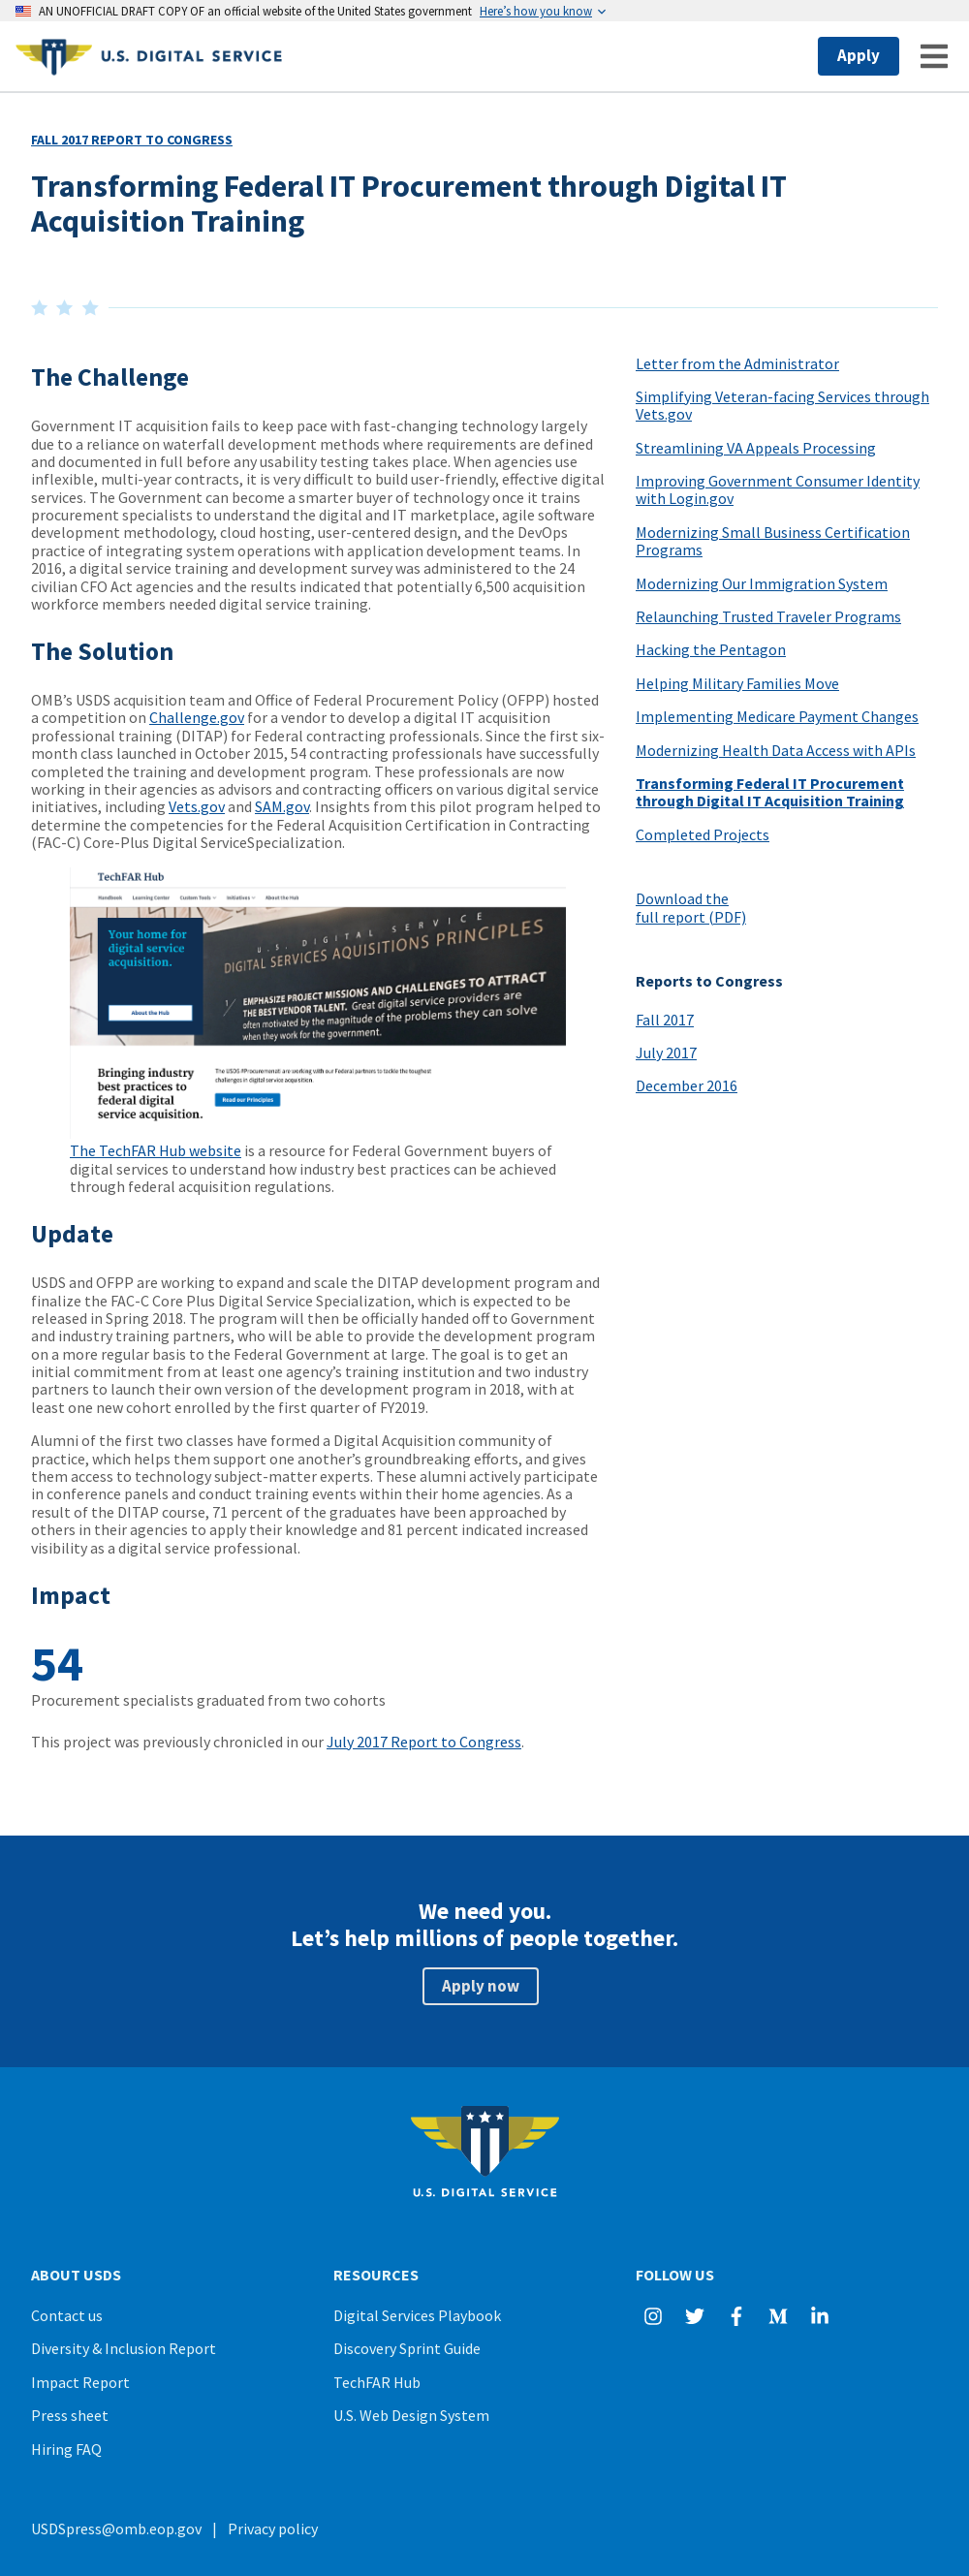 AN UNOFFICIAL DRAFT COPY OF an official website of the United States government Here’s how you know
U.S. DIGITAL SERVICE
Apply
FALL 2017 REPORT TO CONGRESS
Transforming Federal IT Procurement through Digital IT
Acquisition Training
The Challenge
Government IT acquisition fails to keep pace with fast-changing technology largely
due to a reliance on waterfall development methods where requirements are defined
and documented in full before any usability testing takes place. When agencies use
inflexible, multi-year contracts, it is very difficult to build user-friendly, effective digital
services. The Government can become a smarter buyer of technology once it trains
procurement specialists to understand the digital and IT marketplace, agile software
development methodology, cloud hosting, user-centered design, and the DevOps
practice of integrating system operations with application development teams. In
2016, a digital service training and development survey was administered to the 24
civilian CFO Act agencies and the results indicated that potentially 6,500 acquisition
workforce members needed digital service training.
The Solution
OMB’s USDS acquisition team and Office of Federal Procurement Policy (OFPP) hosted
a competition on Challenge.gov for a vendor to develop a digital IT acquisition
professional training (DITAP) for Federal contracting professionals. Since the first six-
month class launched in October 2015, 54 contracting professionals have successfully
completed the training and development program. These professionals are now
working in their agencies as advisors and contracting officers on various digital service
initiatives, including Vets.gov and SAM.gov. Insights from this pilot program helped to
determine the competencies for the Federal Acquisition Certification in Contracting
(FAC-C) Core-Plus Digital ServiceSpecialization.
TechFAR Hub
Handbook Learning Center Custom Tools Initiatives About the Hub
Your home for
digital service
acquisition.
About the Hub
U.S. DIGITAL SERVICE
DIGITAL SERVICES AQUISITIONS PRINCIPLES
EMPHASIZE PROJECT MISSIONS AND CHALLENGES TO ATTRACT
THE BEST VENDOR TALENT. Great digital service providers are
often motivated by the magnitude of the problems they can solve
when they work for the government.
Bringing industry
best practices to
federal digital
service acquisition.
Read our Principles
The TechFAR Hub website is a resource for Federal Government buyers of
digital services to understand how industry best practices can be achieved
through federal acquisition regulations.
Update
USDS and OFPP are working to expand and scale the DITAP development program and
finalize the FAC-C Core Plus Digital Service Specialization, which is expected to be
released in Spring 2018. The program will then be officially handed off to Government
and industry training partners, who will be able to provide the development program
on a more regular basis to the Federal Government at large. The goal is to get an
initial commitment from at least one agency’s training institution and two industry
partners to launch their own version of the development program in 2018, with at
least one new cohort enrolled by the first quarter of FY2019.
Alumni of the first two classes have formed a Digital Acquisition community of
practice, which helps them support one another’s groundbreaking efforts, and gives
them access to technology subject-matter experts. These alumni actively participate
in conference panels and conduct training events within their home agencies. As a
result of the DITAP course, 71 percent of the graduates have been approached by
others in their agencies to apply their knowledge and 81 percent indicated increased
visibility as a digital service professional.
Impact
54
Procurement specialists graduated from two cohorts
This project was previously chronicled in our July 2017 Report to Congress.
Letter from the Administrator
Simplifying Veteran-facing Services through
Vets.gov
Streamlining VA Appeals Processing
Improving Government Consumer Identity
with Login.gov
Modernizing Small Business Certification
Programs
Modernizing Our Immigration System
Relaunching Trusted Traveler Programs
Hacking the Pentagon
Helping Military Families Move
Implementing Medicare Payment Changes
Modernizing Health Data Access with APIs
Transforming Federal IT Procurement
through Digital IT Acquisition Training
Completed Projects
Download the
full report (PDF)
Reports to Congress
Fall 2017
July 2017
December 2016
We need you.
Let’s help millions of people together.
Apply now
U.S. DIGITAL SERVICE
ABOUT USDS
Contact us
Diversity & Inclusion Report
Impact Report
Press sheet
Hiring FAQ
RESOURCES
Digital Services Playbook
Discovery Sprint Guide
TechFAR Hub
U.S. Web Design System
FOLLOW US
USDSpress@omb.eop.gov | Privacy policy